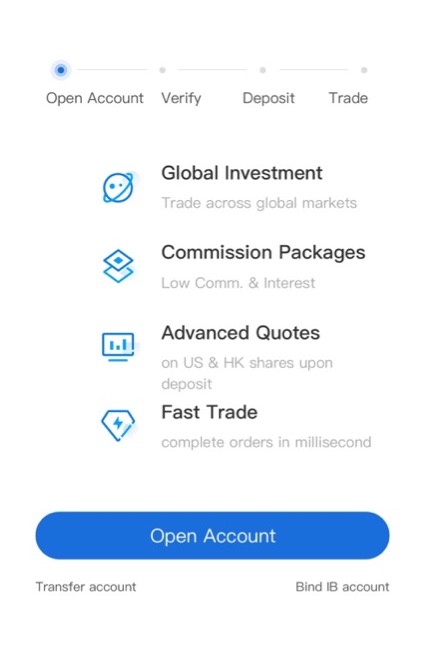 Open Account Verify Deposit Trade
Global Investment
Trade across global markets
Commission Packages
Low Comm. & Interest
Advanced Quotes
on US & HK shares upon
deposit
Fast Trade
complete orders in millisecond
Open Account
Transfer account Bind IB account